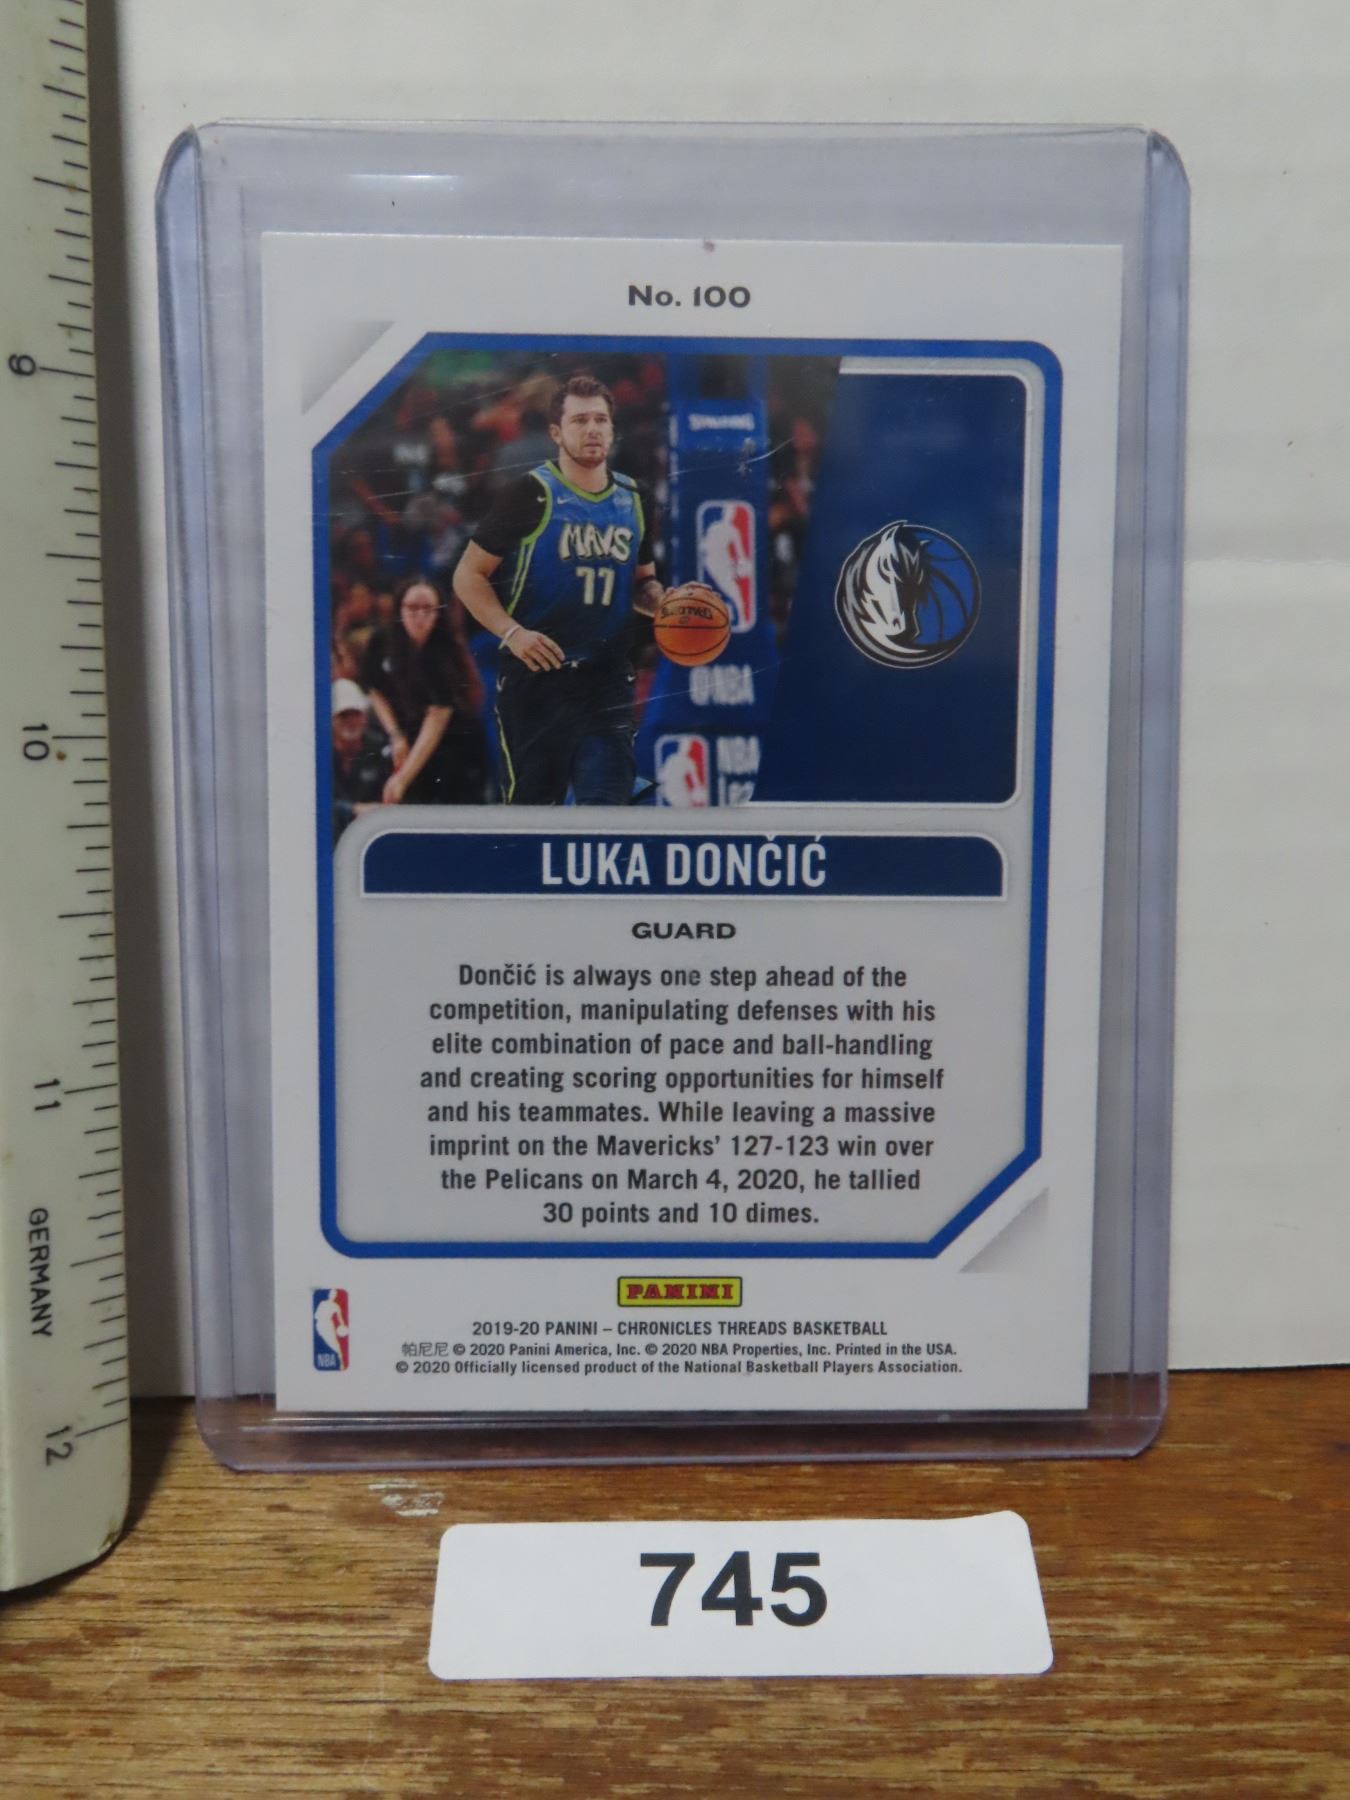 No. 100
SPALDING
MAVS
77
SPALDING
NBA
NBA
LUKA DONČIĆ
GUARD
Dončić is always one step ahead of the
competition, manipulating defenses with his
elite combination of pace and ball-handling
and creating scoring opportunities for himself
and his teammates. While leaving a massive
imprint on the Mavericks’ 127-123 win over
the Pelicans on March 4, 2020, he tallied
30 points and 10 dimes.
PANINI
NBA
2019-20 PANINI – CHRONICLES THREADS BASKETBALL
帕尼尼 © 2020 Panini America, Inc. © 2020 NBA Properties, Inc. Printed in the USA.
© 2020 Officially licensed product of the National Basketball Players Association.
9
10
11
GERMANY
12
745